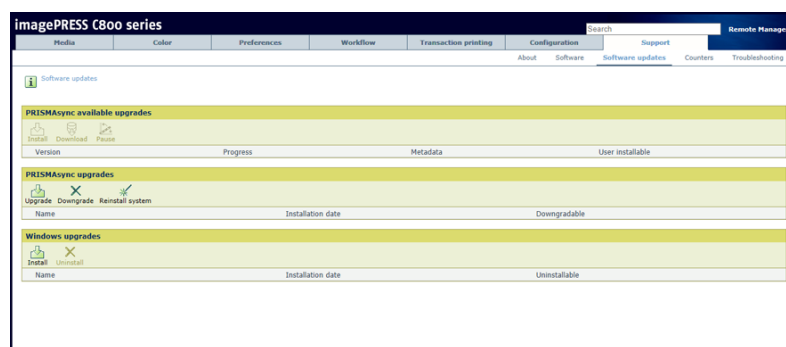 imagePRESS C800 series
Search
Remote Manage
Media Color Preferences Workflow Transaction printing Configuration Support
About Software Software updates Counters Troubleshooting
Software updates
PRISMAsync available upgrades
Install Download Pause
Version Progress Metadata User installable
PRISMAsync upgrades
Upgrade Downgrade Reinstall system
Name Installation date Downgradable
Windows upgrades
Install Uninstall
Name Installation date Uninstallable